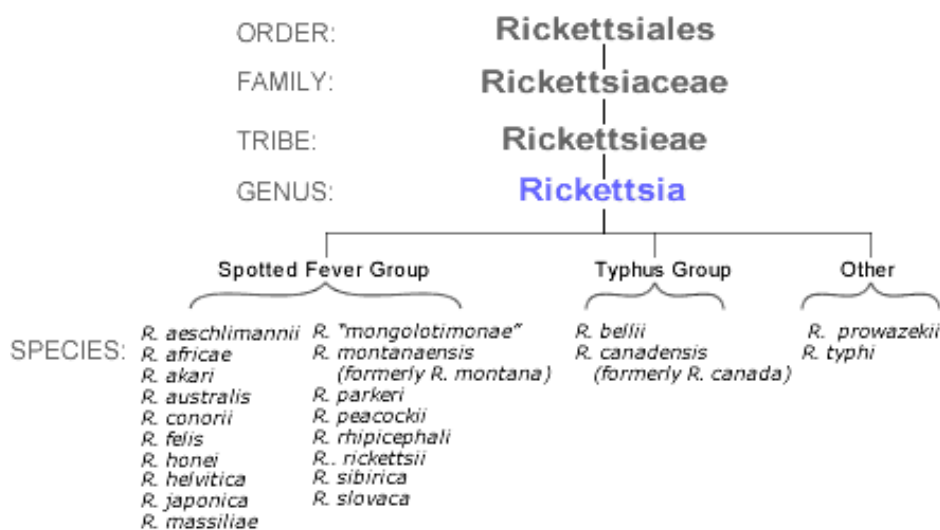 ORDER: Rickettsiales
FAMILY: Rickettsiaceae
TRIBE: Rickettsieae
GENUS: Rickettsia
Spotted Fever Group
Typhus Group
Other
SPECIES:
R. aeschlimannii
R. africae
R. akari
R. australis
R. conorii
R. felis
R. honei
R. helvitica
R. japonica
R. massiliae
R. "mongolotimonae"
R. montanaensis
(formerly R. montana)
R. parkeri
R. peacockii
R. rhipicephali
R.. rickettsii
R. sibirica
R. slovaca
R. bellii
R. canadensis
(formerly R. canada)
R. prowazekii
R. typhi